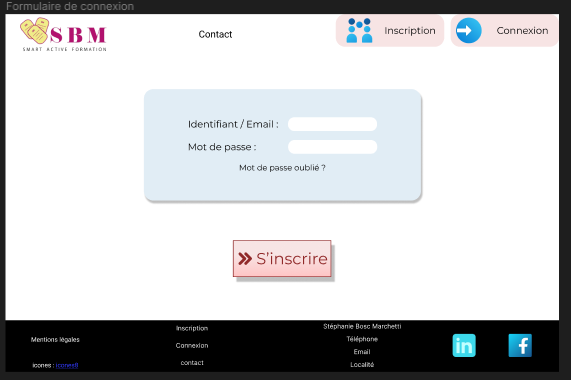 Formulaire de connexion
SBM
SMART ACTIVE FORMATION
Contact
Inscription
Connexion
Identifiant / Email :
Mot de passe :
Mot de passe oublié ?
S’inscrire
Mentions légales
icones : icones8
Inscription
Connexion
contact
Stéphanie Bosc Marchetti
Téléphone
Email
Localité
in
f